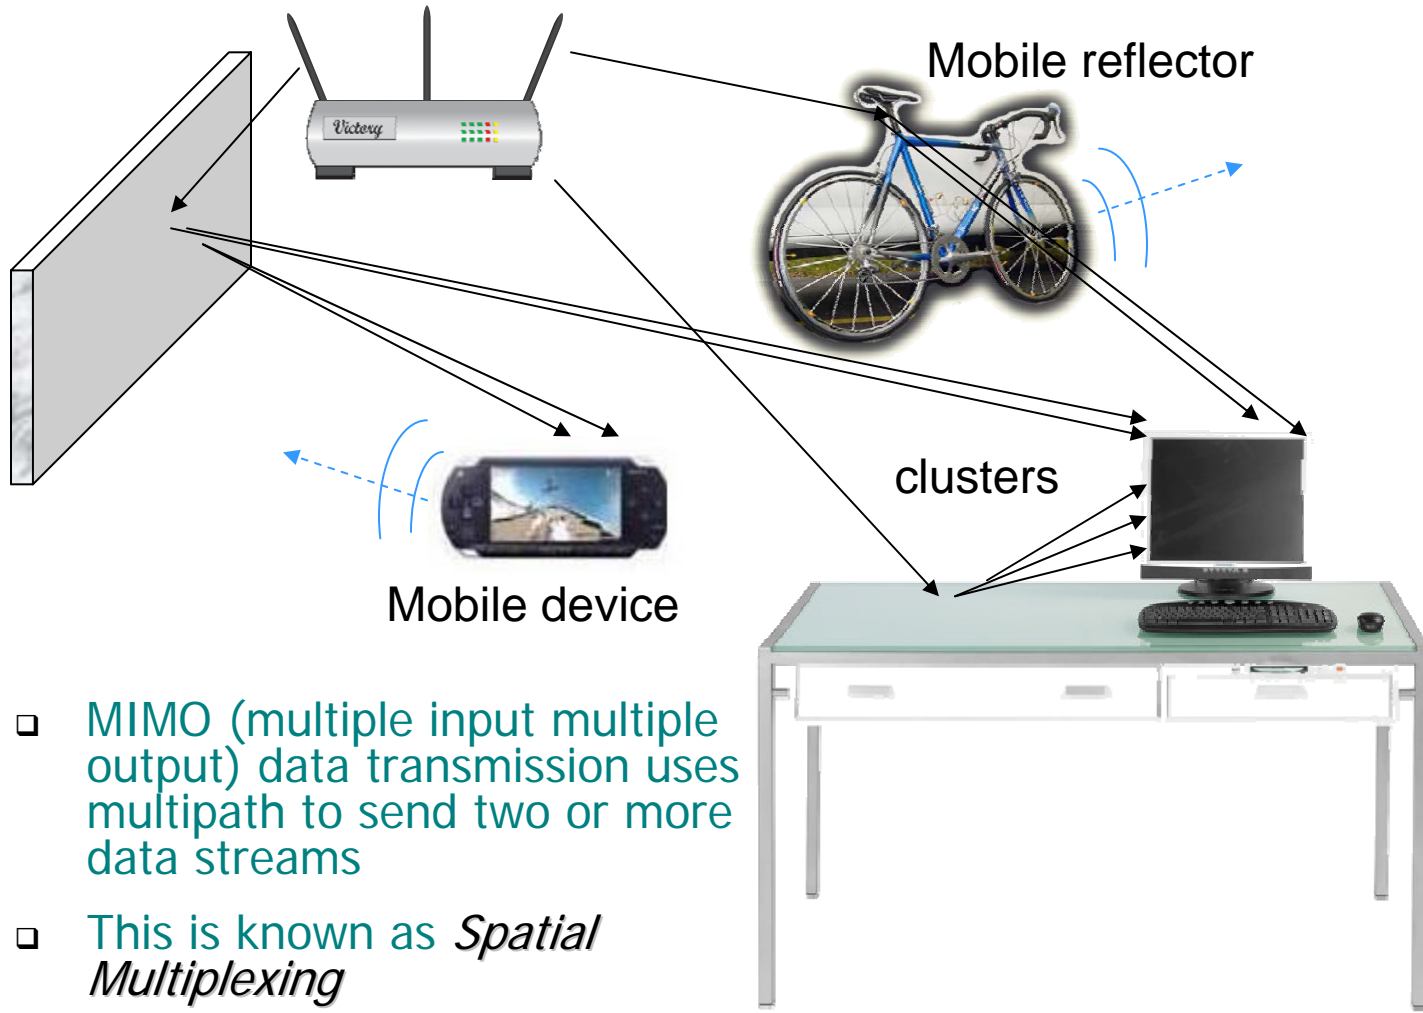 Mobile reflector
Victory
clusters
Mobile device
MIMO (multiple input multiple
output) data transmission uses
multipath to send two or more
data streams
This is known as Spatial
Multiplexing